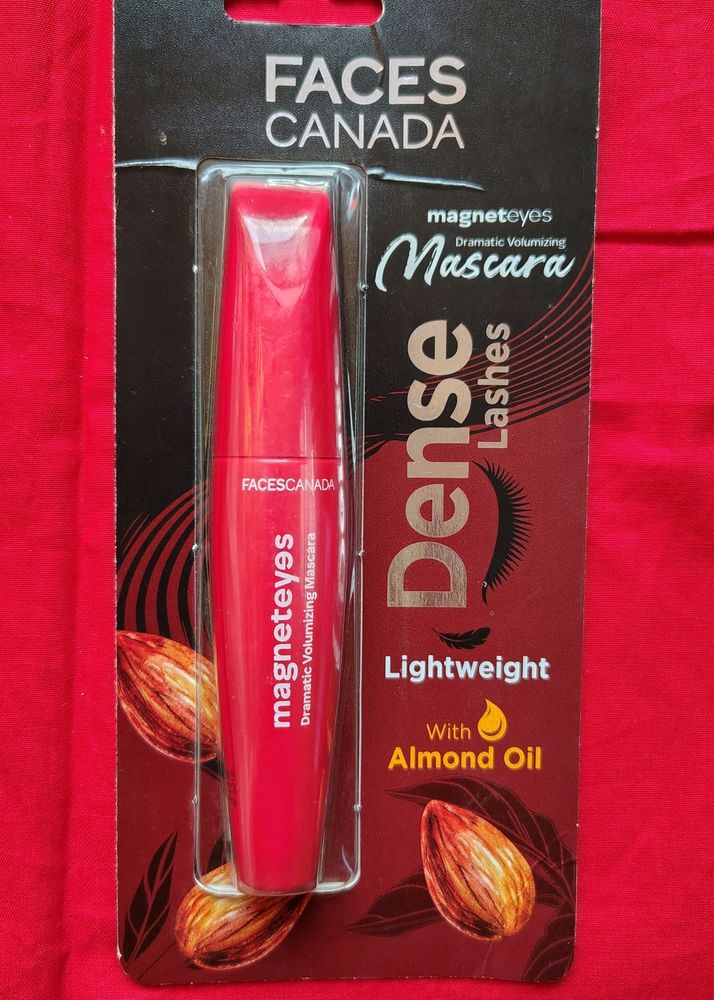 FACES
CANADA
magneteyes
Dramatic Volumizing
Mascara
Dense
Lashes
FACESCANADA
magneteyes
Dramatic Volumizing Mascara
Lightweight
With
Almond Oil